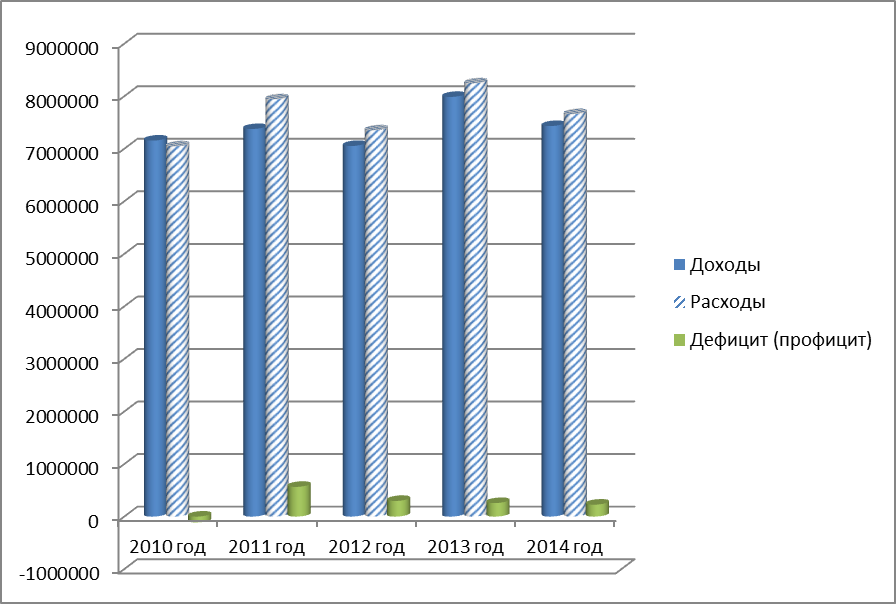 9000000
8000000
7000000
6000000
5000000
4000000
3000000
2000000
1000000
0
-1000000
2010 год
2011 год
2012 год
2013 год
2014 год
Доходы
Расходы
Дефицит (профицит)